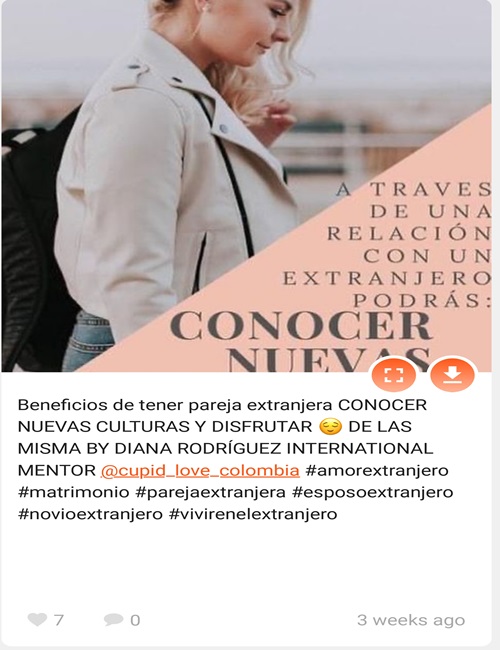 A TRAVES
DE UNA
RELACIÓN
CON UN
EXTRANJERO
PODRÁS:
CONOCER
NUEVAS
Beneficios de tener pareja extranjera CONOCER
NUEVAS CULTURAS Y DISFRUTAR 😌 DE LAS
MISMA BY DIANA RODRÍGUEZ INTERNATIONAL
MENTOR @cupid_love_colombia #amorextranjero
#matrimonio #parejaextranjera #esposoextranjero
#novioextranjero #vivirenelextranjero
7 0 3 weeks ago